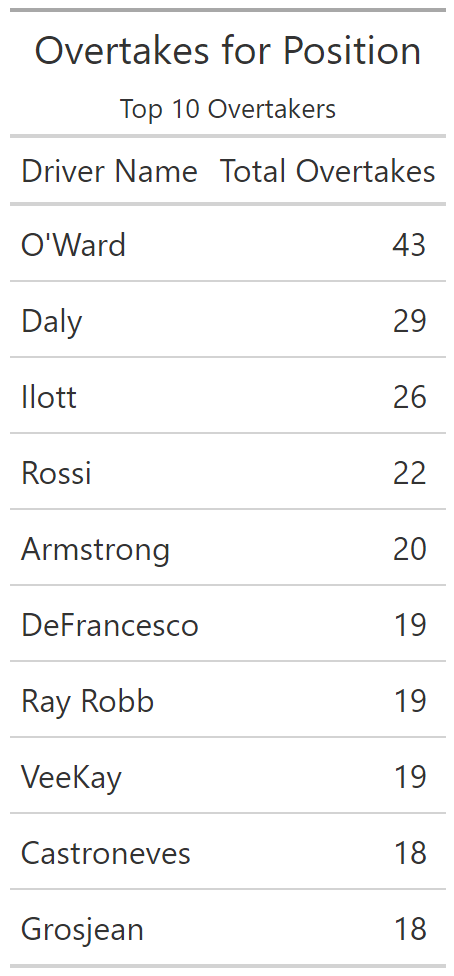 Overtakes for Position
Top 10 Overtakers
Driver Name Total Overtakes
O'Ward 43
Daly 29
Ilott 26
Rossi 22
Armstrong 20
DeFrancesco 19
Ray Robb 19
VeeKay 19
Castroneves 18
Grosjean 18